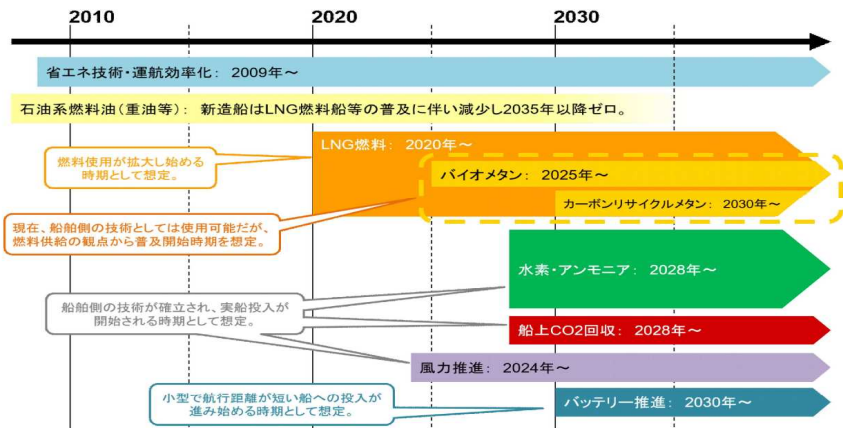 2010
2020
2030
省エネ技術・運航効率化： 2009年～
石油系燃料油（重油等）： 新造船はLNG燃料船等の普及に伴い減少し2035年以降ゼロ。
LNG燃料： 2020年～
燃料使用が拡大し始める
時期として想定。
バイオメタン： 2025年～
カーボンリサイクルメタン： 2030年～
現在、船舶側の技術としては使用可能だが、
燃料供給の観点から普及開始時期を想定。
水素・アンモニア： 2028年～
船舶側の技術が確立され、実船投入が
開始される時期として想定。
船上CO2回収： 2028年～
風力推進： 2024年～
小型で航行距離が短い船への投入が
進み始める時期として想定。
バッテリー推進： 2030年～